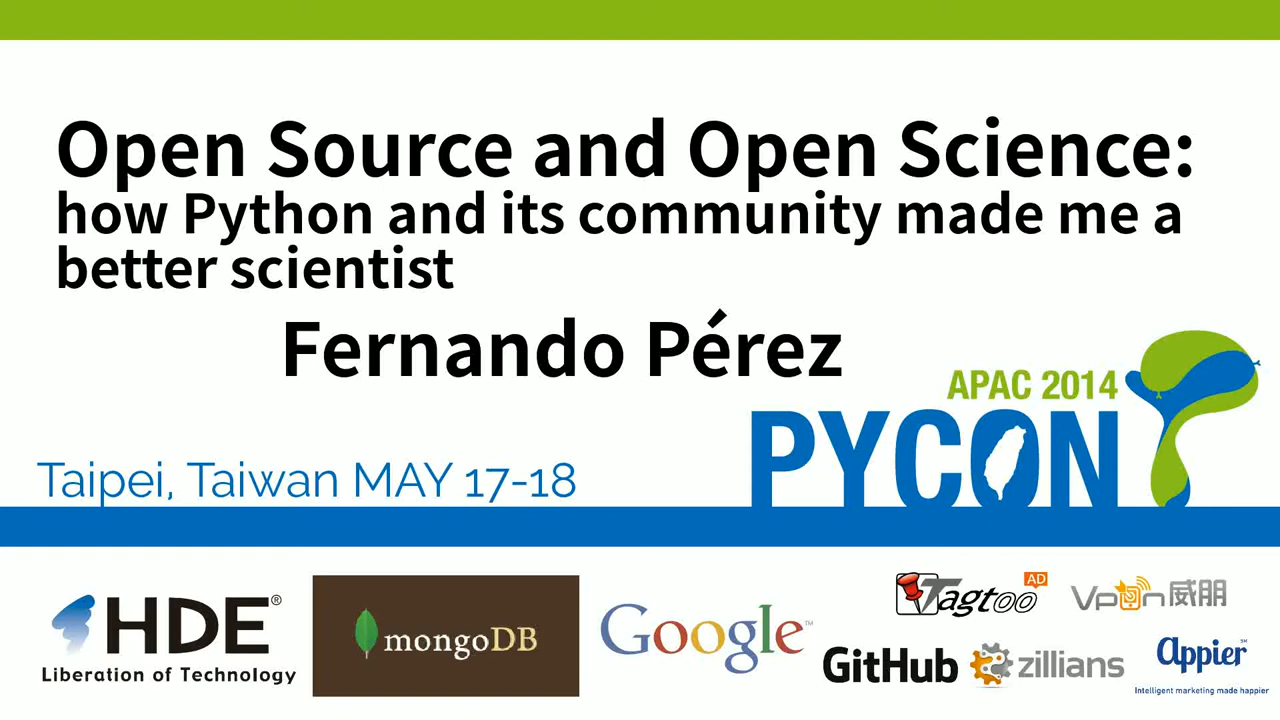 Open Source and Open Science:
how Python and its community made me a
better scientist
Fernando Pérez
APAC 2014
PYCON
Taipei, Taiwan MAY 17-18
HDE®
Liberation of Technology
mongoDB
Google™
Tagtoo AD
Vpon威朋
GitHub
zillians
Appier℠
Intelligent marketing made happier